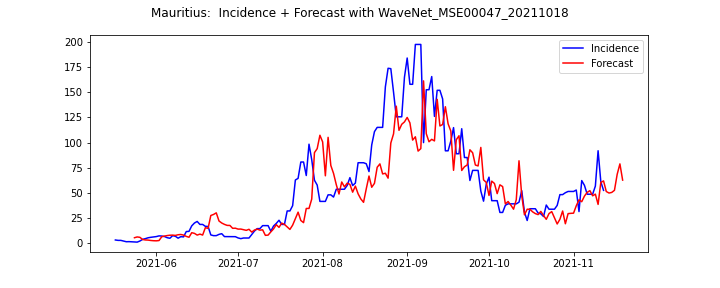 Mauritius:  Incidence + Forecast with WaveNet_MSE00047_20211018
Incidence
Forecast
200
175
150
125
100
75
50
25
0
2021-06 2021-07 2021-08 2021-09 2021-10 2021-11